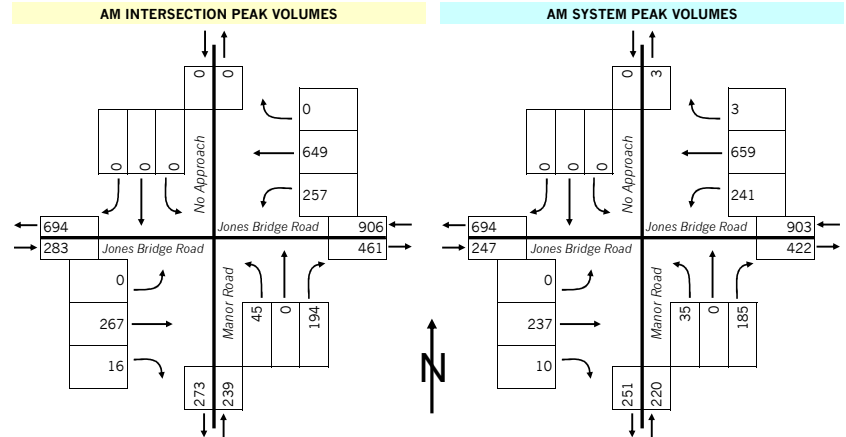 AM INTERSECTION PEAK VOLUMES
0 0
0
649
257
0 0 0
No Approach
694
283
Jones Bridge Road
Jones Bridge Road
906
461
0
267
16
Manor Road
45 0 194
273 239
N
AM SYSTEM PEAK VOLUMES
0 3
3
659
241
0 0 0
No Approach
694
247
Jones Bridge Road
Jones Bridge Road
903
422
0
237
10
Manor Road
35 0 185
251 220